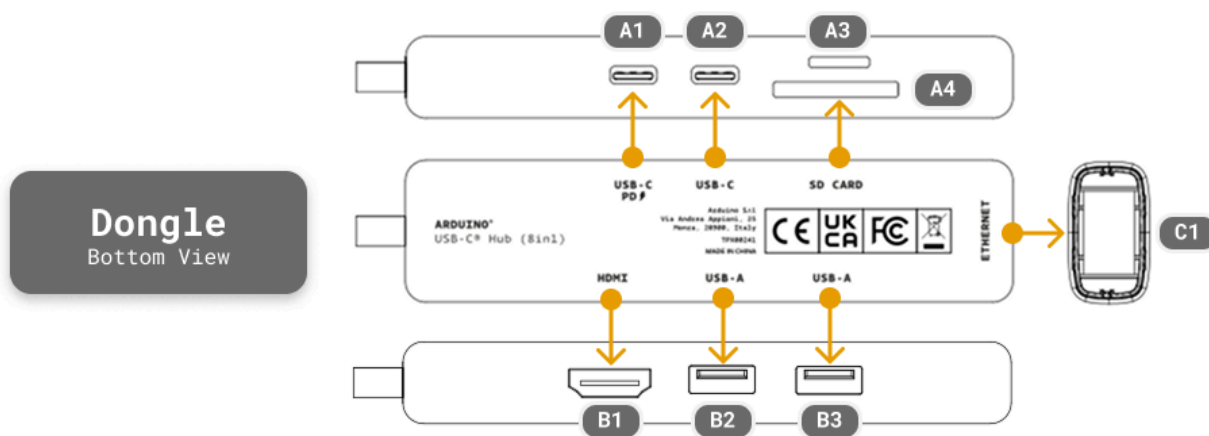 A1
A2
A3
A4
Dongle
Bottom View
USB-C
PD
USB-C
SD CARD
ARDUINO™
USB-C® Hub (8in1)
Arduino S.r.l
Via Andrea Appiani, 25
Monza, 20900, Italy
TPX00241
MADE IN CHINA
CE
UK
CA
FC
ETHERNET
C1
HDMI
USB-A
USB-A
B1
B2
B3